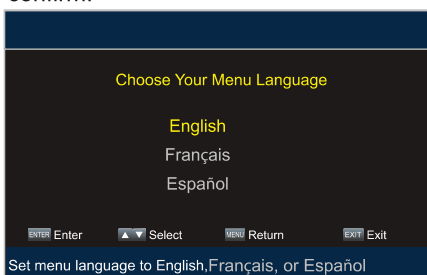 Choose Your Menu Language
English
Français
Español
ENTER Enter ▲ ▼ Select MENU Return EXIT Exit
Set menu language to English,Français, or Español